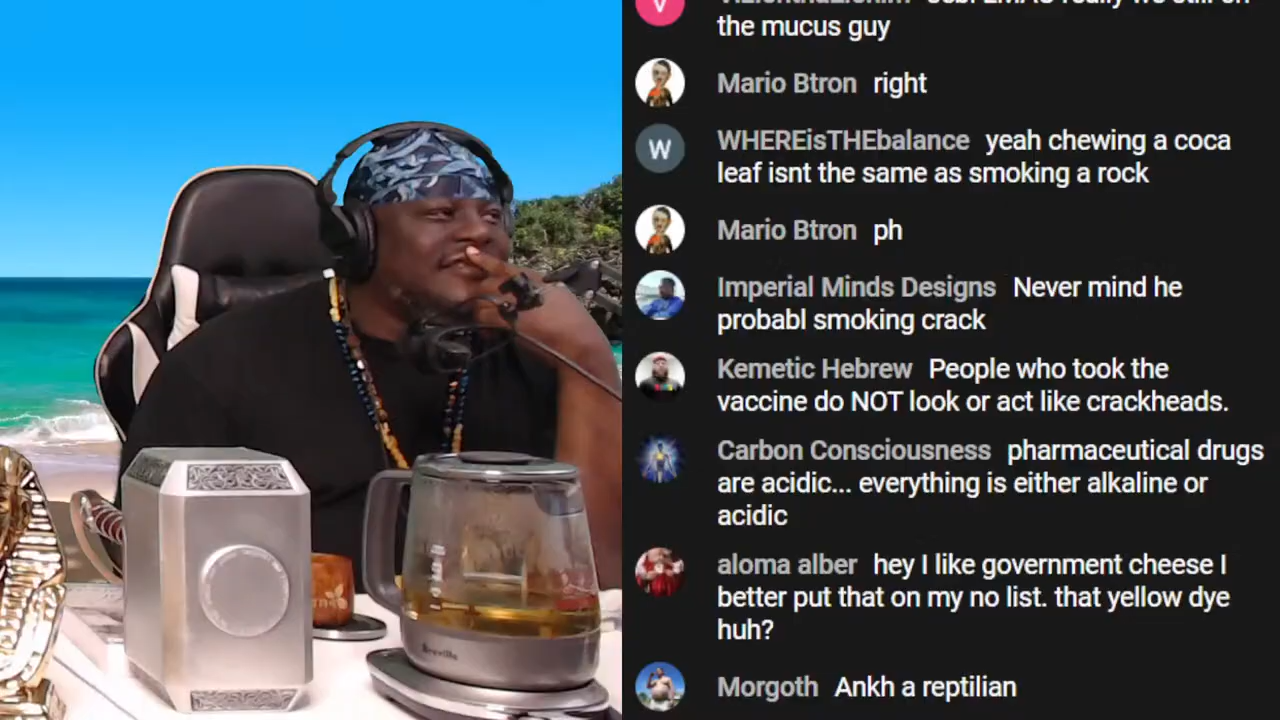 the mucus guy
V
Mario Btron right
WHEREisTHEbalance yeah chewing a coca
leaf isnt the same as smoking a rock
W
Mario Btron ph
Imperial Minds Designs Never mind he
probabl smoking crack
Kemetic Hebrew People who took the
vaccine do NOT look or act like crackheads.
Carbon Consciousness pharmaceutical drugs
are acidic... everything is either alkaline or
acidic
aloma alber hey I like government cheese I
better put that on my no list. that yellow dye
huh?
Morgoth Ankh a reptilian
Breville